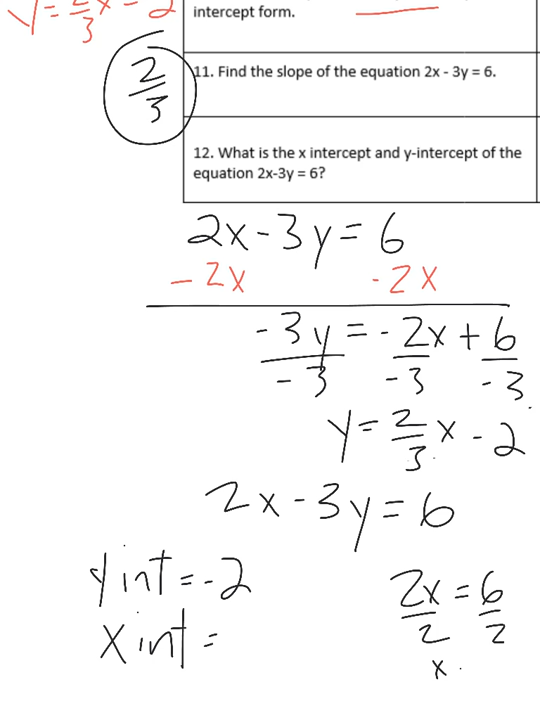 y = 2/3 x - 2
intercept form.
2/3
11. Find the slope of the equation 2x - 3y = 6.
12. What is the x intercept and y-intercept of the
equation 2x-3y = 6?
2x - 3y = 6
- 2x - 2x
-3y/-3 = -2x/-3 + 6/-3
y = 2/3 x - 2
2x - 3y = 6
y int = -2
2x/2 = 6/2
x int =
x